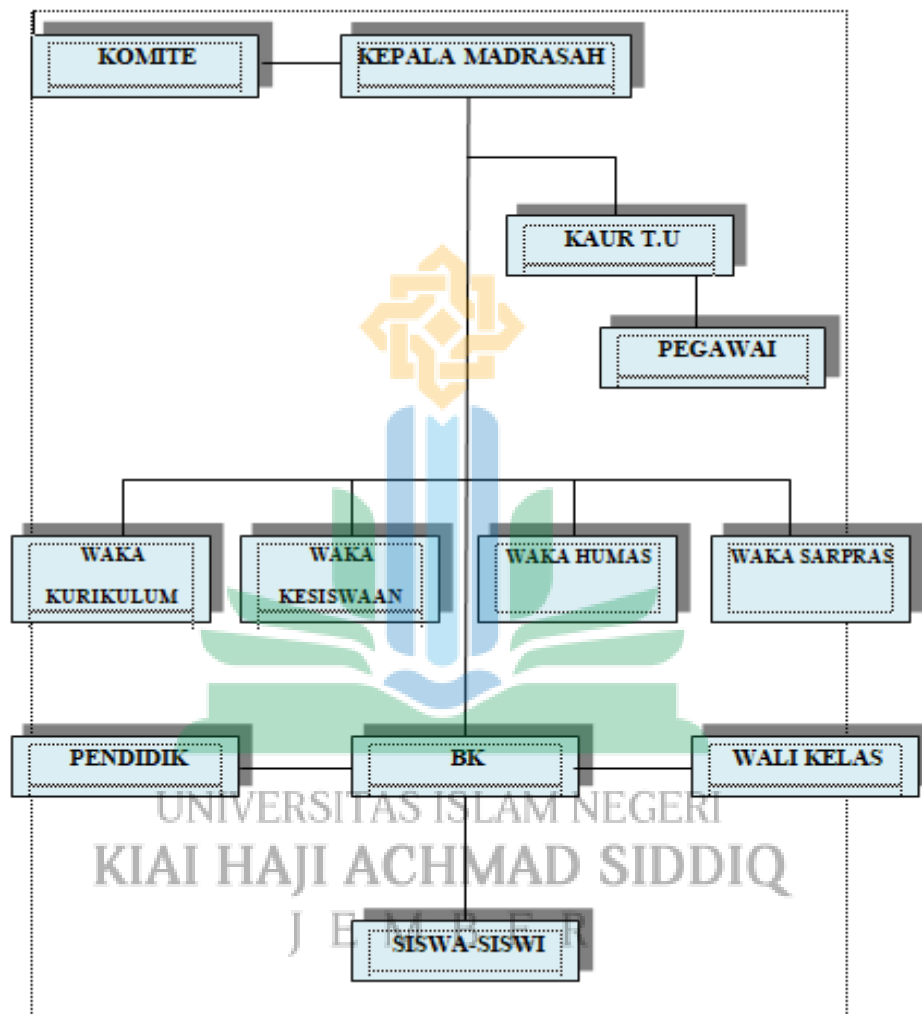 KOMITE
KEPALA MADRASAH
KAUR T.U
PEGAWAI
WAKA
KURIKULUM
WAKA
KESISWAAN
WAKA HUMAS
WAKA SARPRAS
PENDIDIK
BK
WALI KELAS
UNIVERSITAS ISLAM NEGERI
KIAI HAJI ACHMAD SIDDIQ
JEMBER
SISWA-SISWI